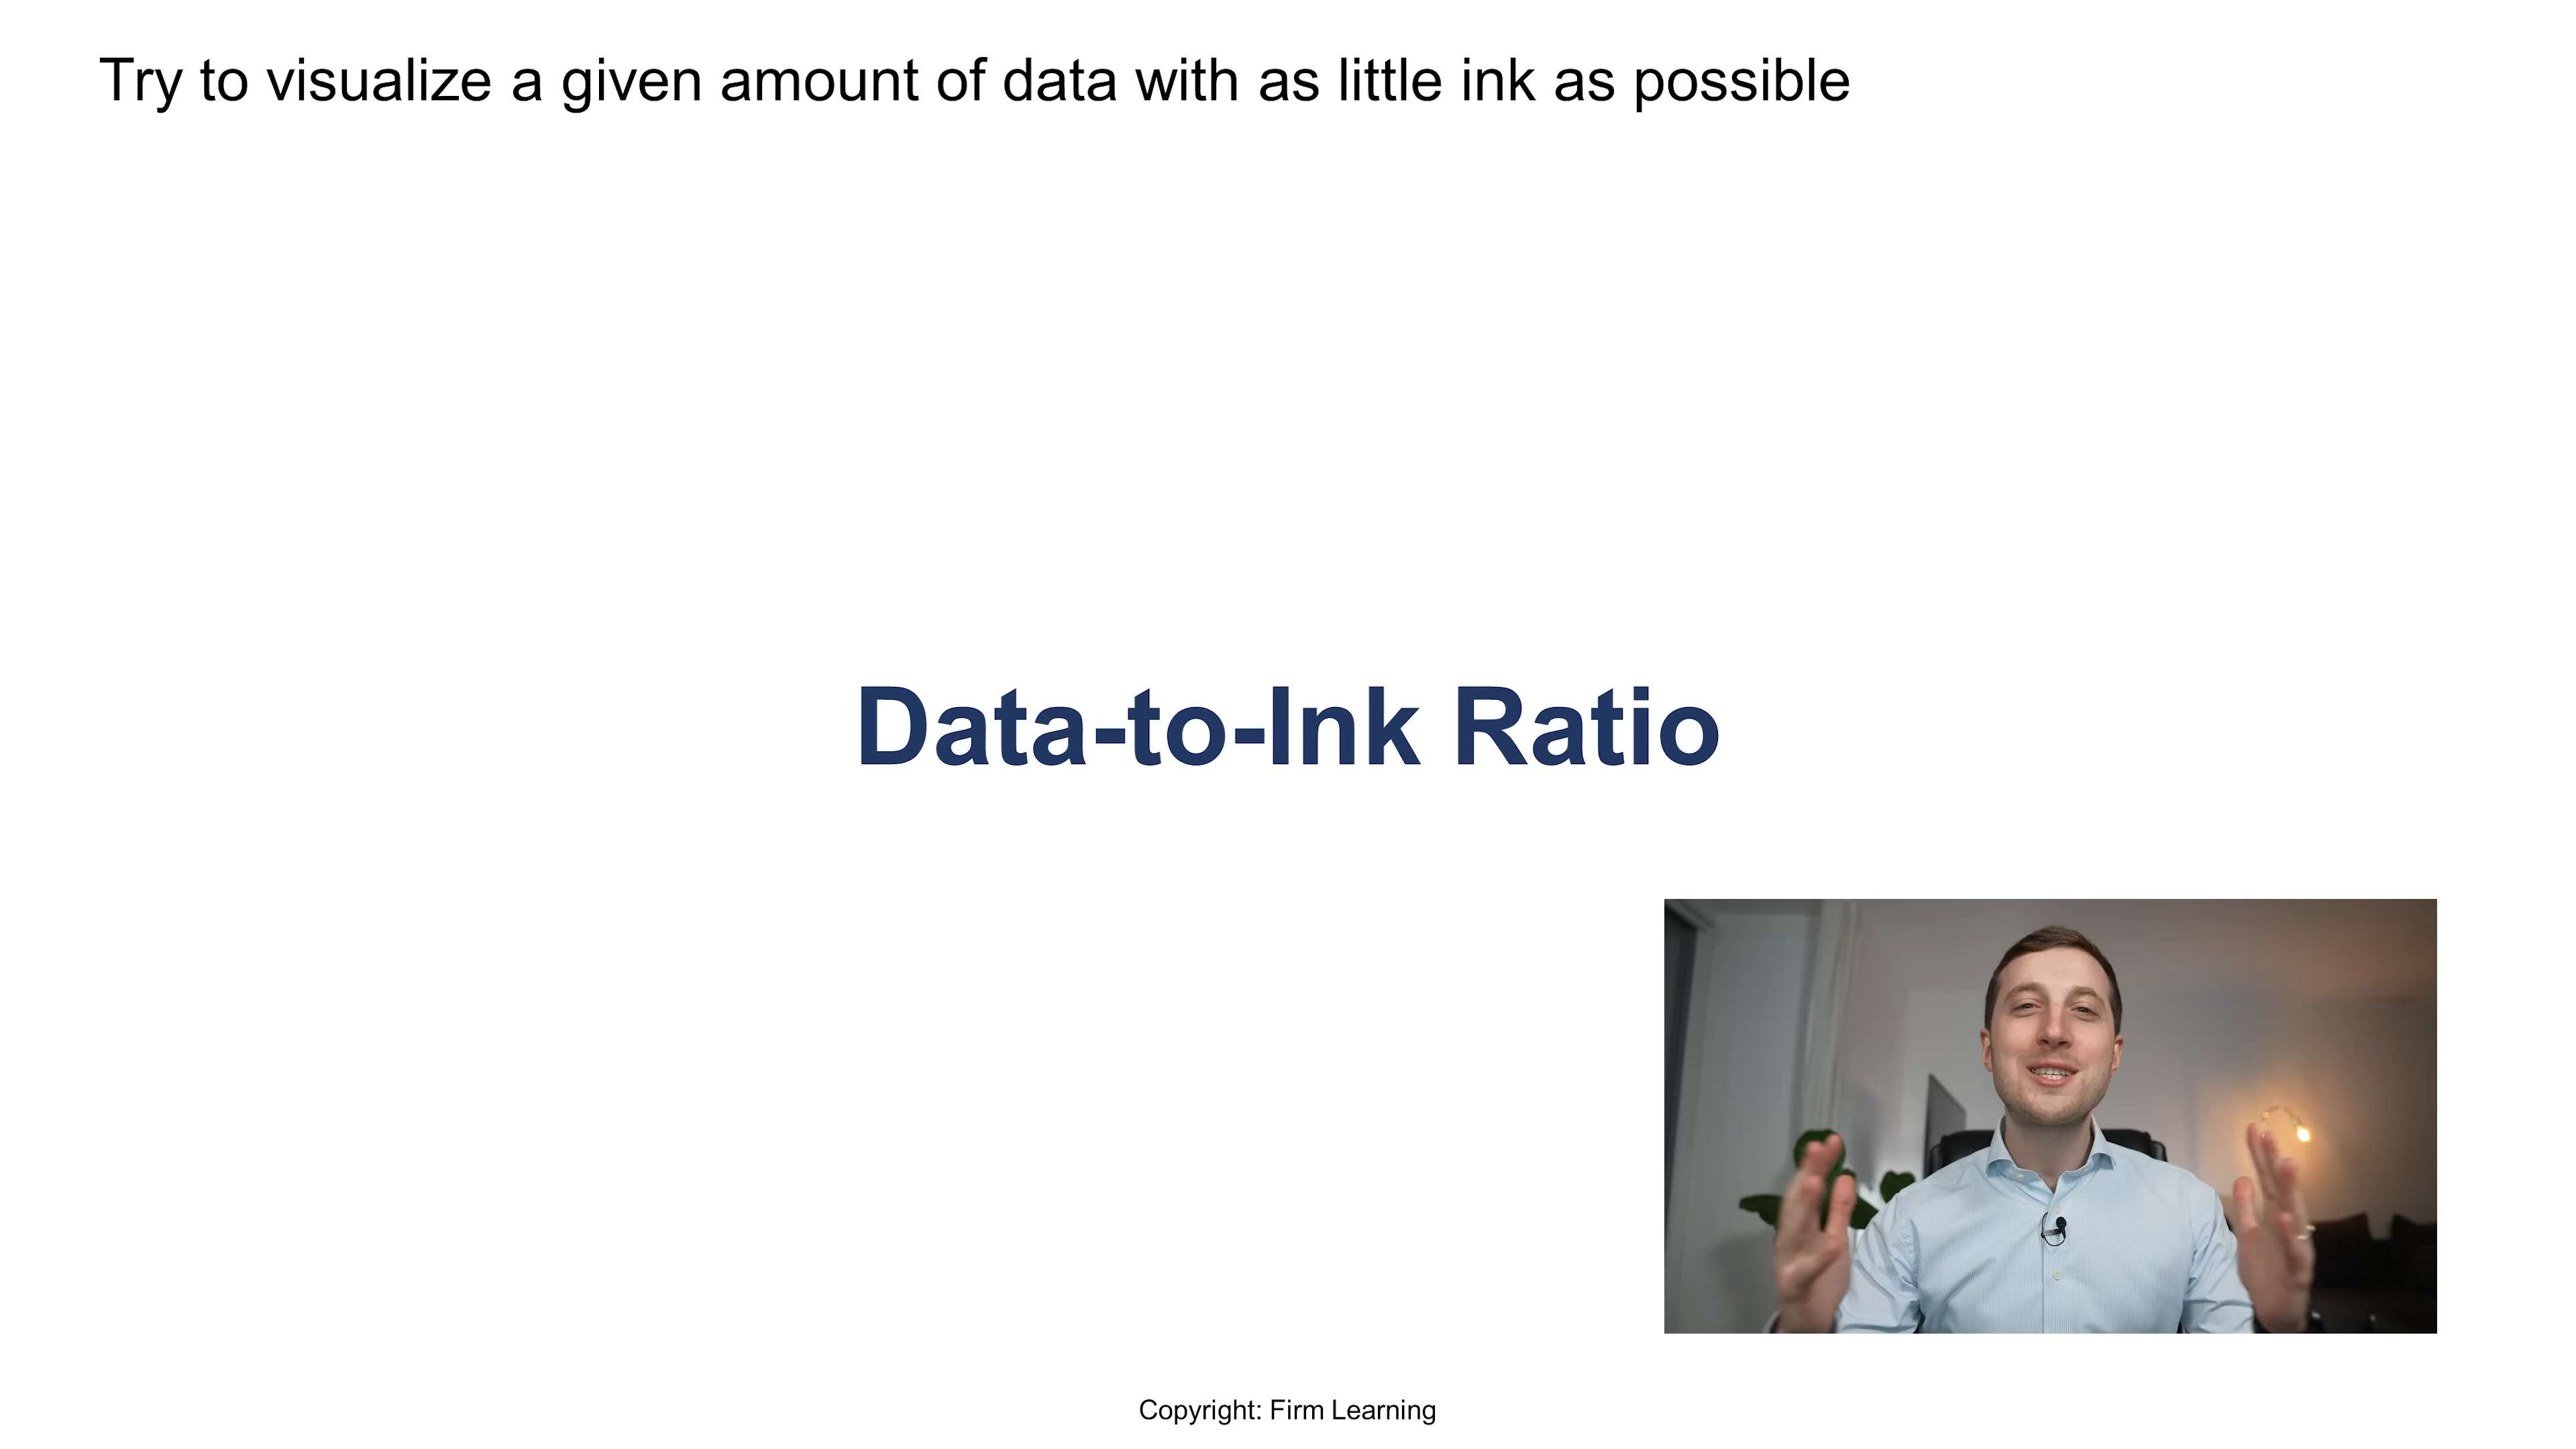 Try to visualize a given amount of data with as little ink as possible
Data-to-Ink Ratio
Copyright: Firm Learning